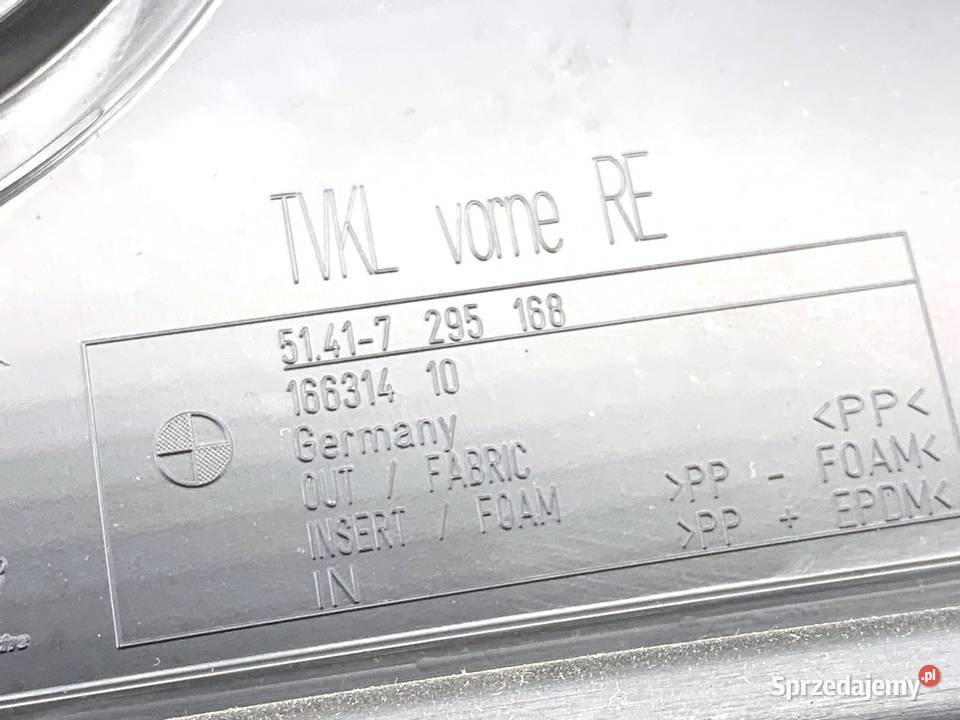 TVKL vorne RE
51.41-7 295 168
166314 10
Germany <PP<
OUT / FABRIC >PP - FOAM<
INSERT / FOAM >PP + EPDM<
IN
Sprzedajemy.pl